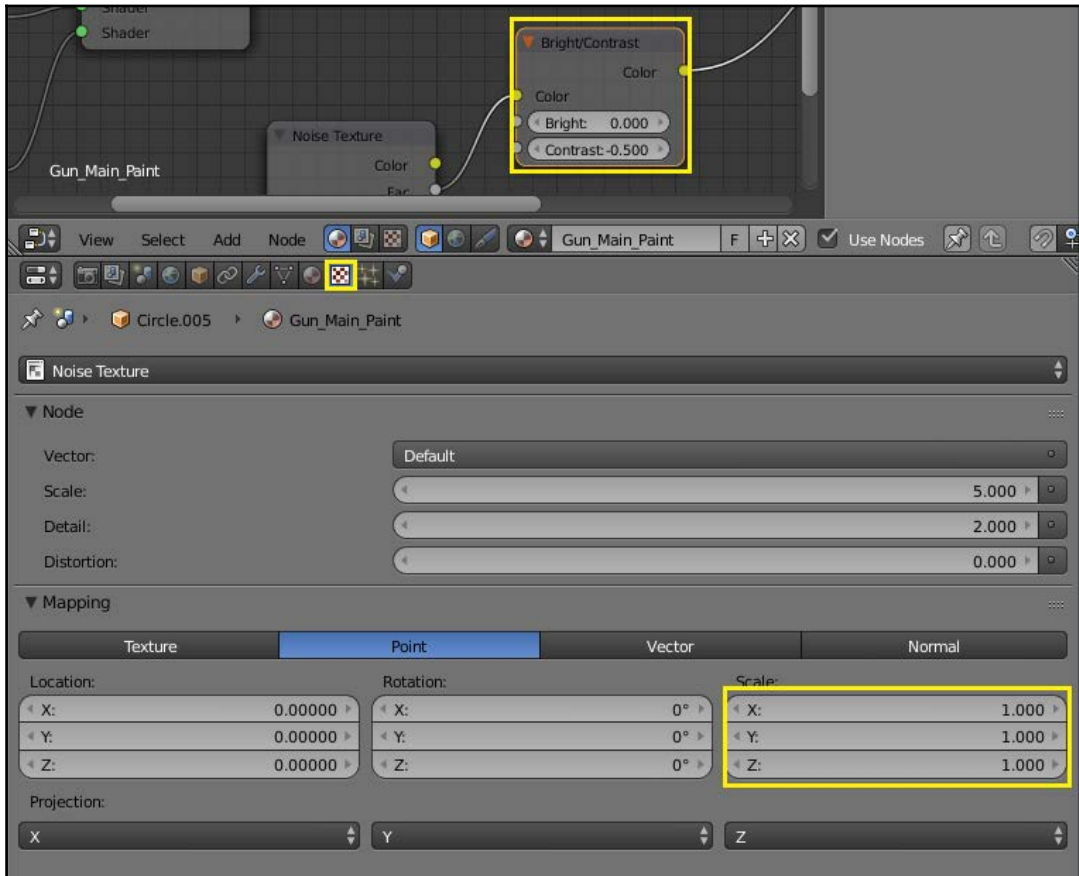 Shader
Shader
Bright/Contrast
Color
Color
Bright: 0.000
Contrast: -0.500
Noise Texture
Color
Fac
Gun_Main_Paint
View Select Add Node Gun_Main_Paint F Use Nodes
Circle.005 Gun_Main_Paint
Noise Texture
Node
Vector: Default
Scale: 5.000
Detail: 2.000
Distortion: 0.000
Mapping
Texture Point Vector Normal
Location: Rotation: Scale:
X: 0.00000 X: 0° X: 1.000
Y: 0.00000 Y: 0° Y: 1.000
Z: 0.00000 Z: 0° Z: 1.000
Projection:
X Y Z